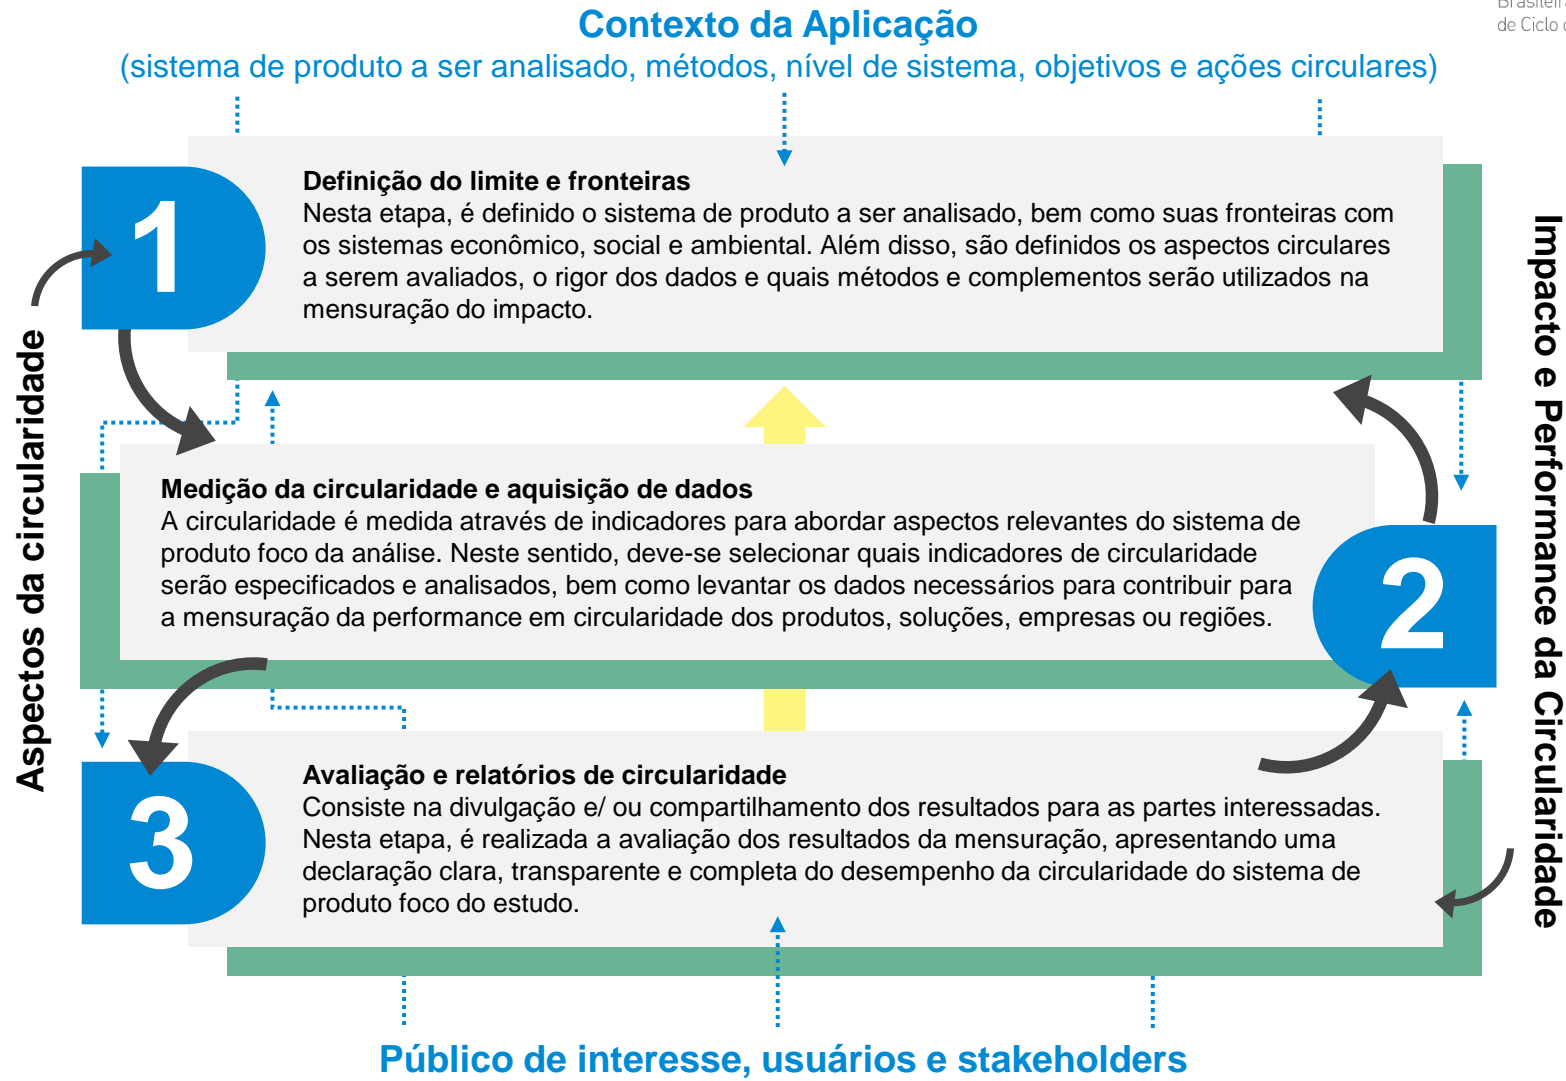 Contexto da Aplicação
(sistema de produto a ser analisado, métodos, nível de sistema, objetivos e ações circulares)
de Ciclo
1
Definição do limite e fronteiras
Nesta etapa, é definido o sistema de produto a ser analisado, bem como suas fronteiras com
os sistemas econômico, social e ambiental. Além disso, são definidos os aspectos circulares
a serem avaliados, o rigor dos dados e quais métodos e complementos serão utilizados na
mensuração do impacto.
Aspectos da circularidade
Medição da circularidade e aquisição de dados
A circularidade é medida através de indicadores para abordar aspectos relevantes do sistema de
produto foco da análise. Neste sentido, deve-se selecionar quais indicadores de circularidade
serão especificados e analisados, bem como levantar os dados necessários para contribuir para
a mensuração da performance em circularidade dos produtos, soluções, empresas ou regiões.
2
Impacto e Performance da Circularidade
3
Avaliação e relatórios de circularidade
Consiste na divulgação e/ ou compartilhamento dos resultados para as partes interessadas.
Nesta etapa, é realizada a avaliação dos resultados da mensuração, apresentando uma
declaração clara, transparente e completa do desempenho da circularidade do sistema de
produto foco do estudo.
Público de interesse, usuários e stakeholders